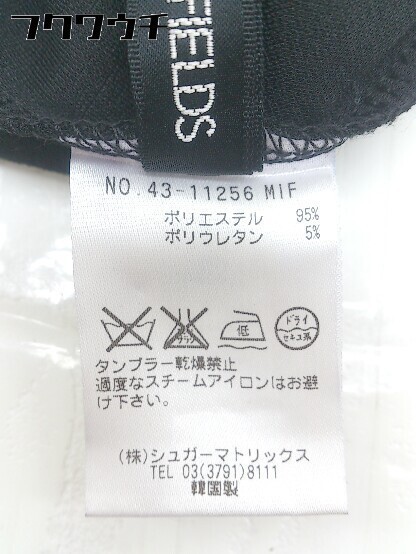 フクウチ
FIELDS
NO.43-11256 MIF
ポリエステル 95%
ポリウレタン 5%
低
ドライ
セキユ系
タンブラー乾燥禁止
過度なスチームアイロンはお避
け下さい。
(株)シュガーマトリックス
TEL 03(3791)8111
韓国製